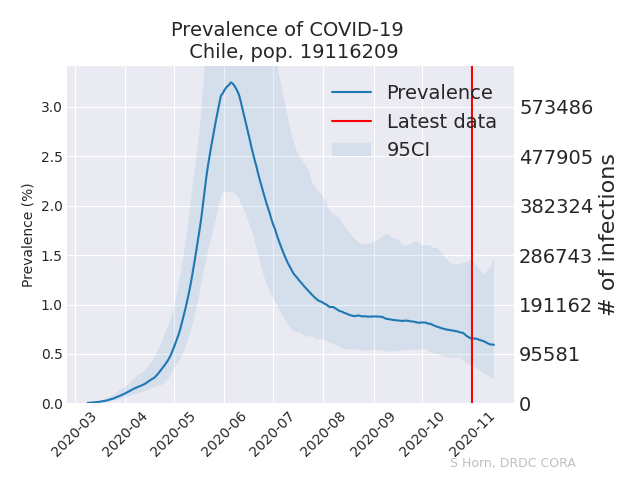 Prevalence of COVID-19
Chile, pop. 19116209
Prevalence
Latest data
95CI
Prevalence (%)
3.0
2.5
2.0
1.5
1.0
0.5
0.0
573486
477905
382324
286743
191162
95581
0
# of infections
2020-03
2020-04
2020-05
2020-06
2020-07
2020-08
2020-09
2020-10
2020-11
S Horn, DRDC CORA